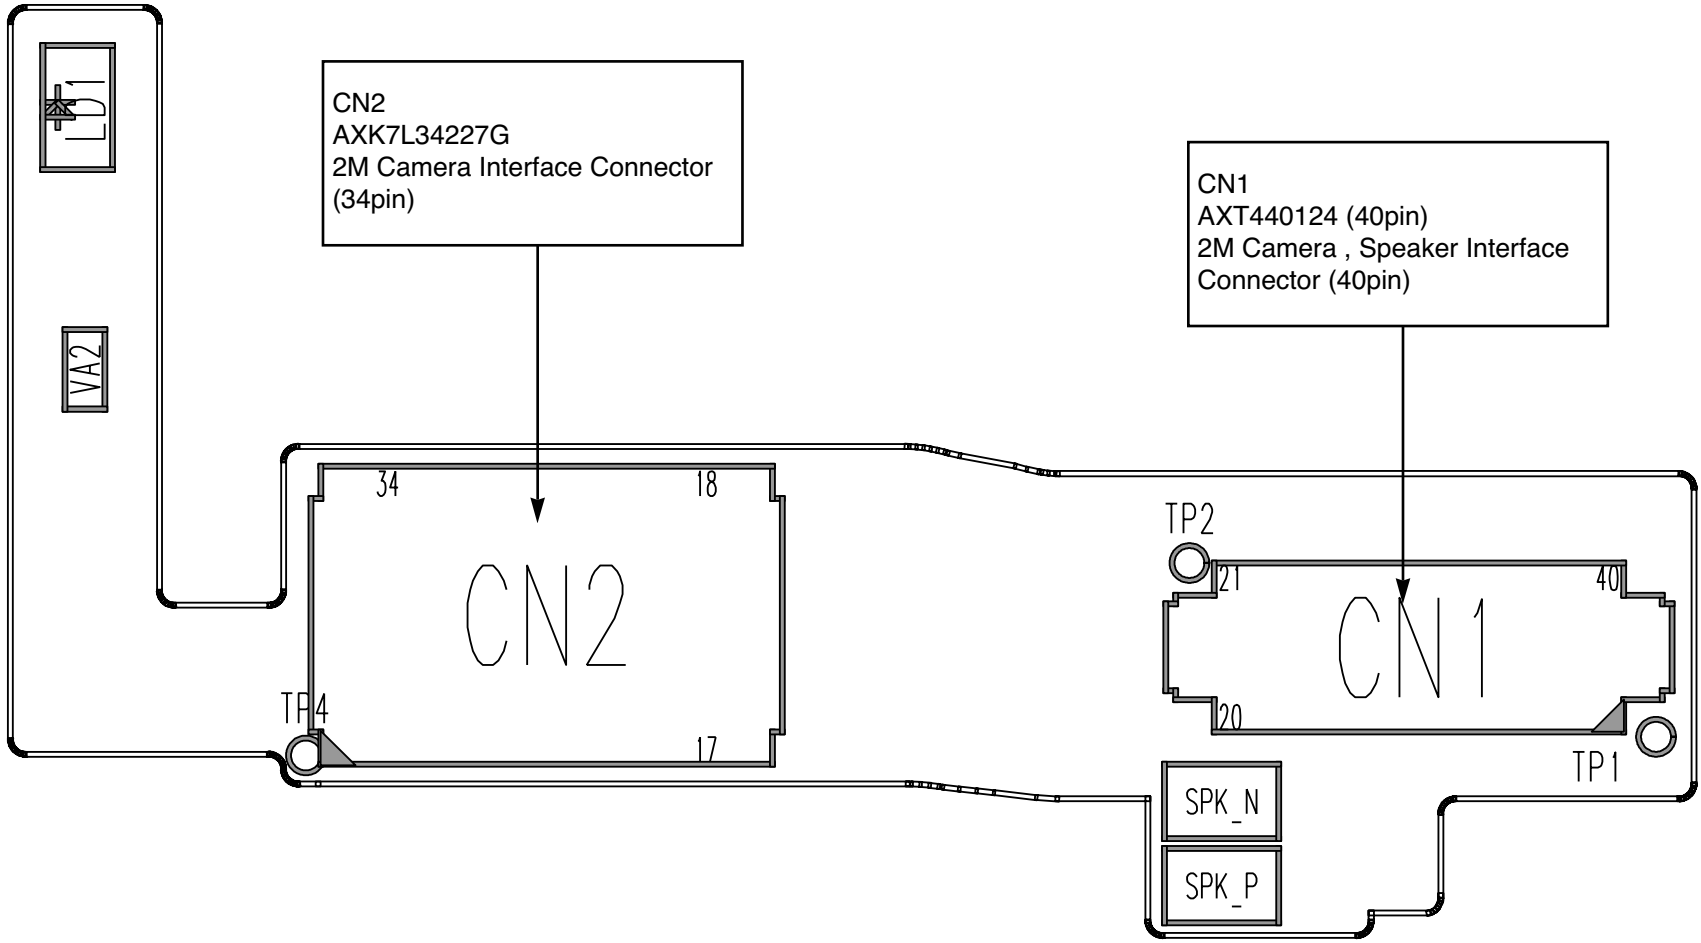 LD1
CN2
AXK7L34227G
2M Camera Interface Connector
(34pin)
CN1
AXT440124 (40pin)
2M Camera , Speaker Interface
Connector (40pin)
VA2
34
18
CN2
TP4
17
TP2
21
40
CN1
20
TP1
SPK_N
SPK_P